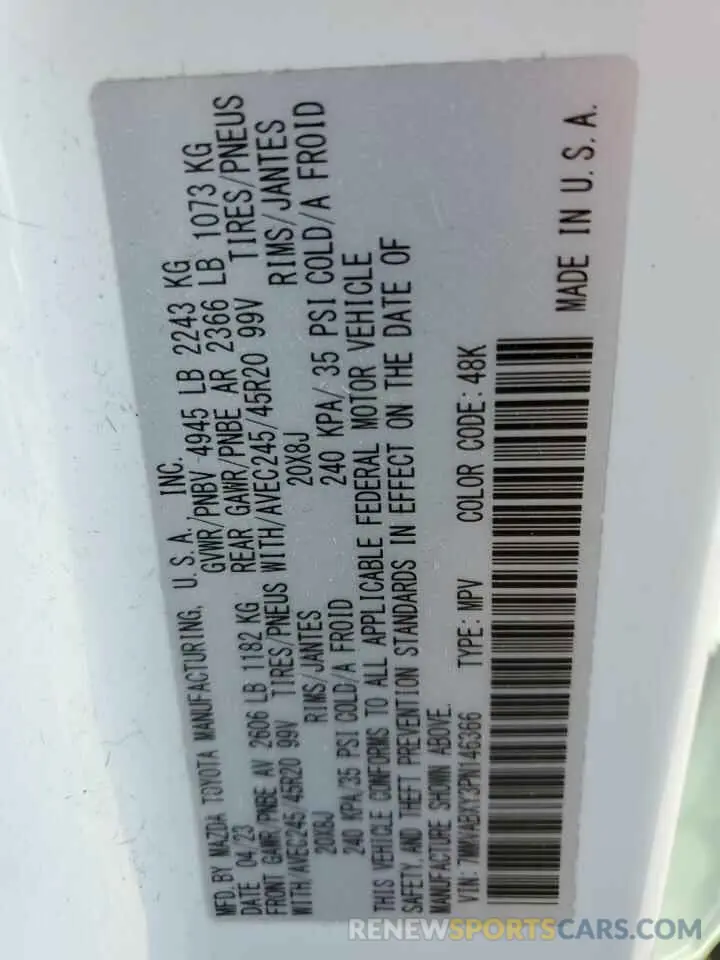 MFD. BY MAZDA TOYOTA MANUFACTURING, U.S.A. INC.
DATE 04/23 GVWR/PNBV 4945 LB 2243 KG
FRONT GAWR/PNBE AV 2606 LB 1182 KG REAR GAWR/PNBE AR 2366 LB 1073 KG
WITH/AVEC245/45R20 99V TIRES/PNEUS WITH/AVEC245/45R20 99V TIRES/PNEUS
20X8J RIMS/JANTES 20X8J RIMS/JANTES
240 KPA/35 PSI COLD/A FROID 240 KPA/ 35 PSI COLD/A FROID
THIS VEHICLE CONFORMS TO ALL APPLICABLE FEDERAL MOTOR VEHICLE
SAFETY, AND THEFT PREVENTION STANDARDS IN EFFECT ON THE DATE OF
MANUFACTURE SHOWN ABOVE.
VIN: 7MMVABXY3PN146366 TYPE: MPV COLOR CODE: 48K
MADE IN U.S.A.
RENEWSPORTSCARS.COM